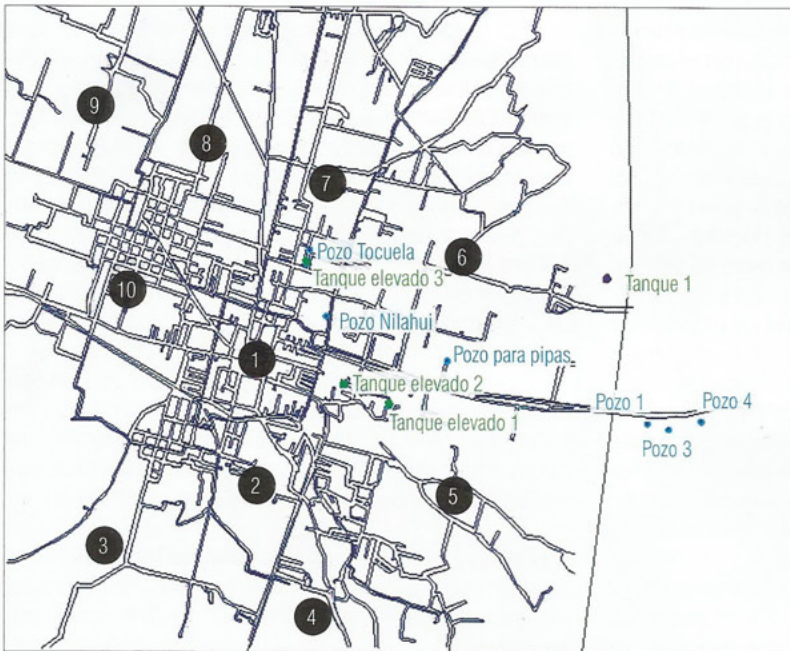 9
8
7
Pozo Tocuela
6
Tanque elevado 3
Tanque 1
10
Pozo Nilahui
1
Pozo para pipas
Tanque elevado 2
Pozo 1
Pozo 4
Tanque elevado 1
Pozo 3
2
5
3
4